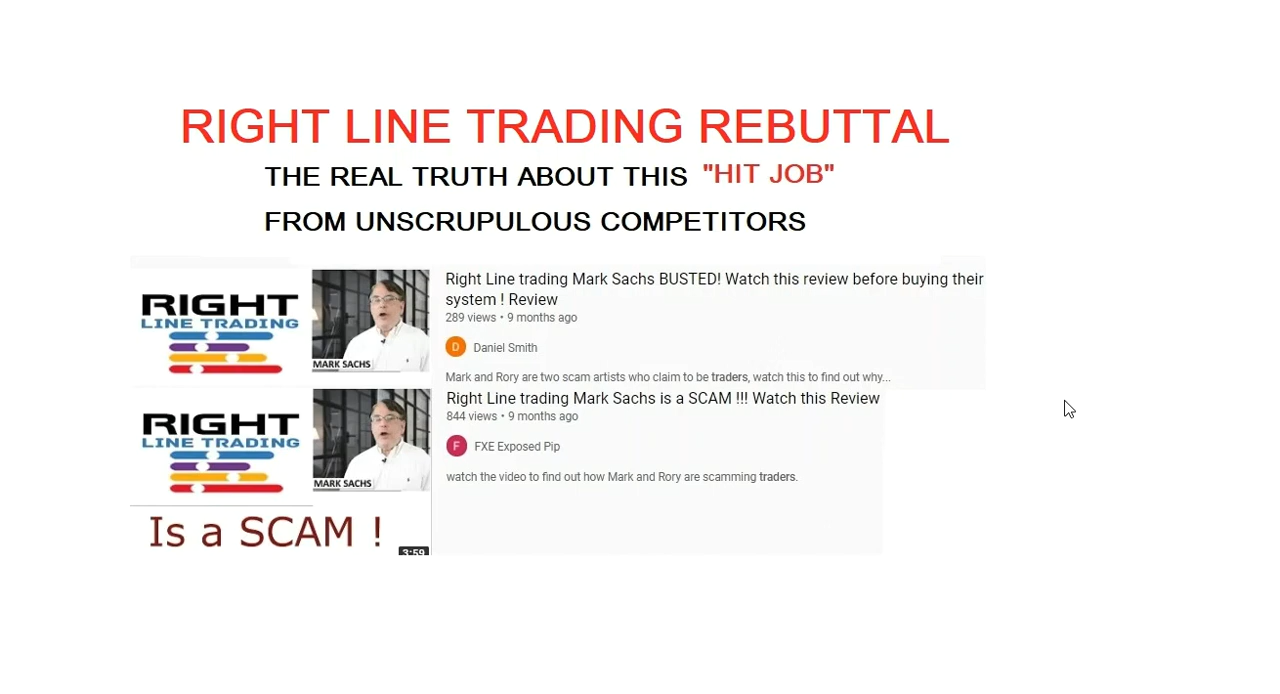 RIGHT LINE TRADING REBUTTAL
THE REAL TRUTH ABOUT THIS "HIT JOB"
FROM UNSCRUPULOUS COMPETITORS
RIGHT
LINE TRADING
MARK SACHS
Right Line trading Mark Sachs BUSTED! Watch this review before buying their
system ! Review
289 views • 9 months ago
D Daniel Smith
Mark and Rory are two scam artists who claim to be traders, watch this to find out why...
RIGHT
LINE TRADING
MARK SACHS
Is a SCAM !
3:59
Right Line trading Mark Sachs is a SCAM !!! Watch this Review
844 views • 9 months ago
F FXE Exposed Pip
watch the video to find out how Mark and Rory are scamming traders.